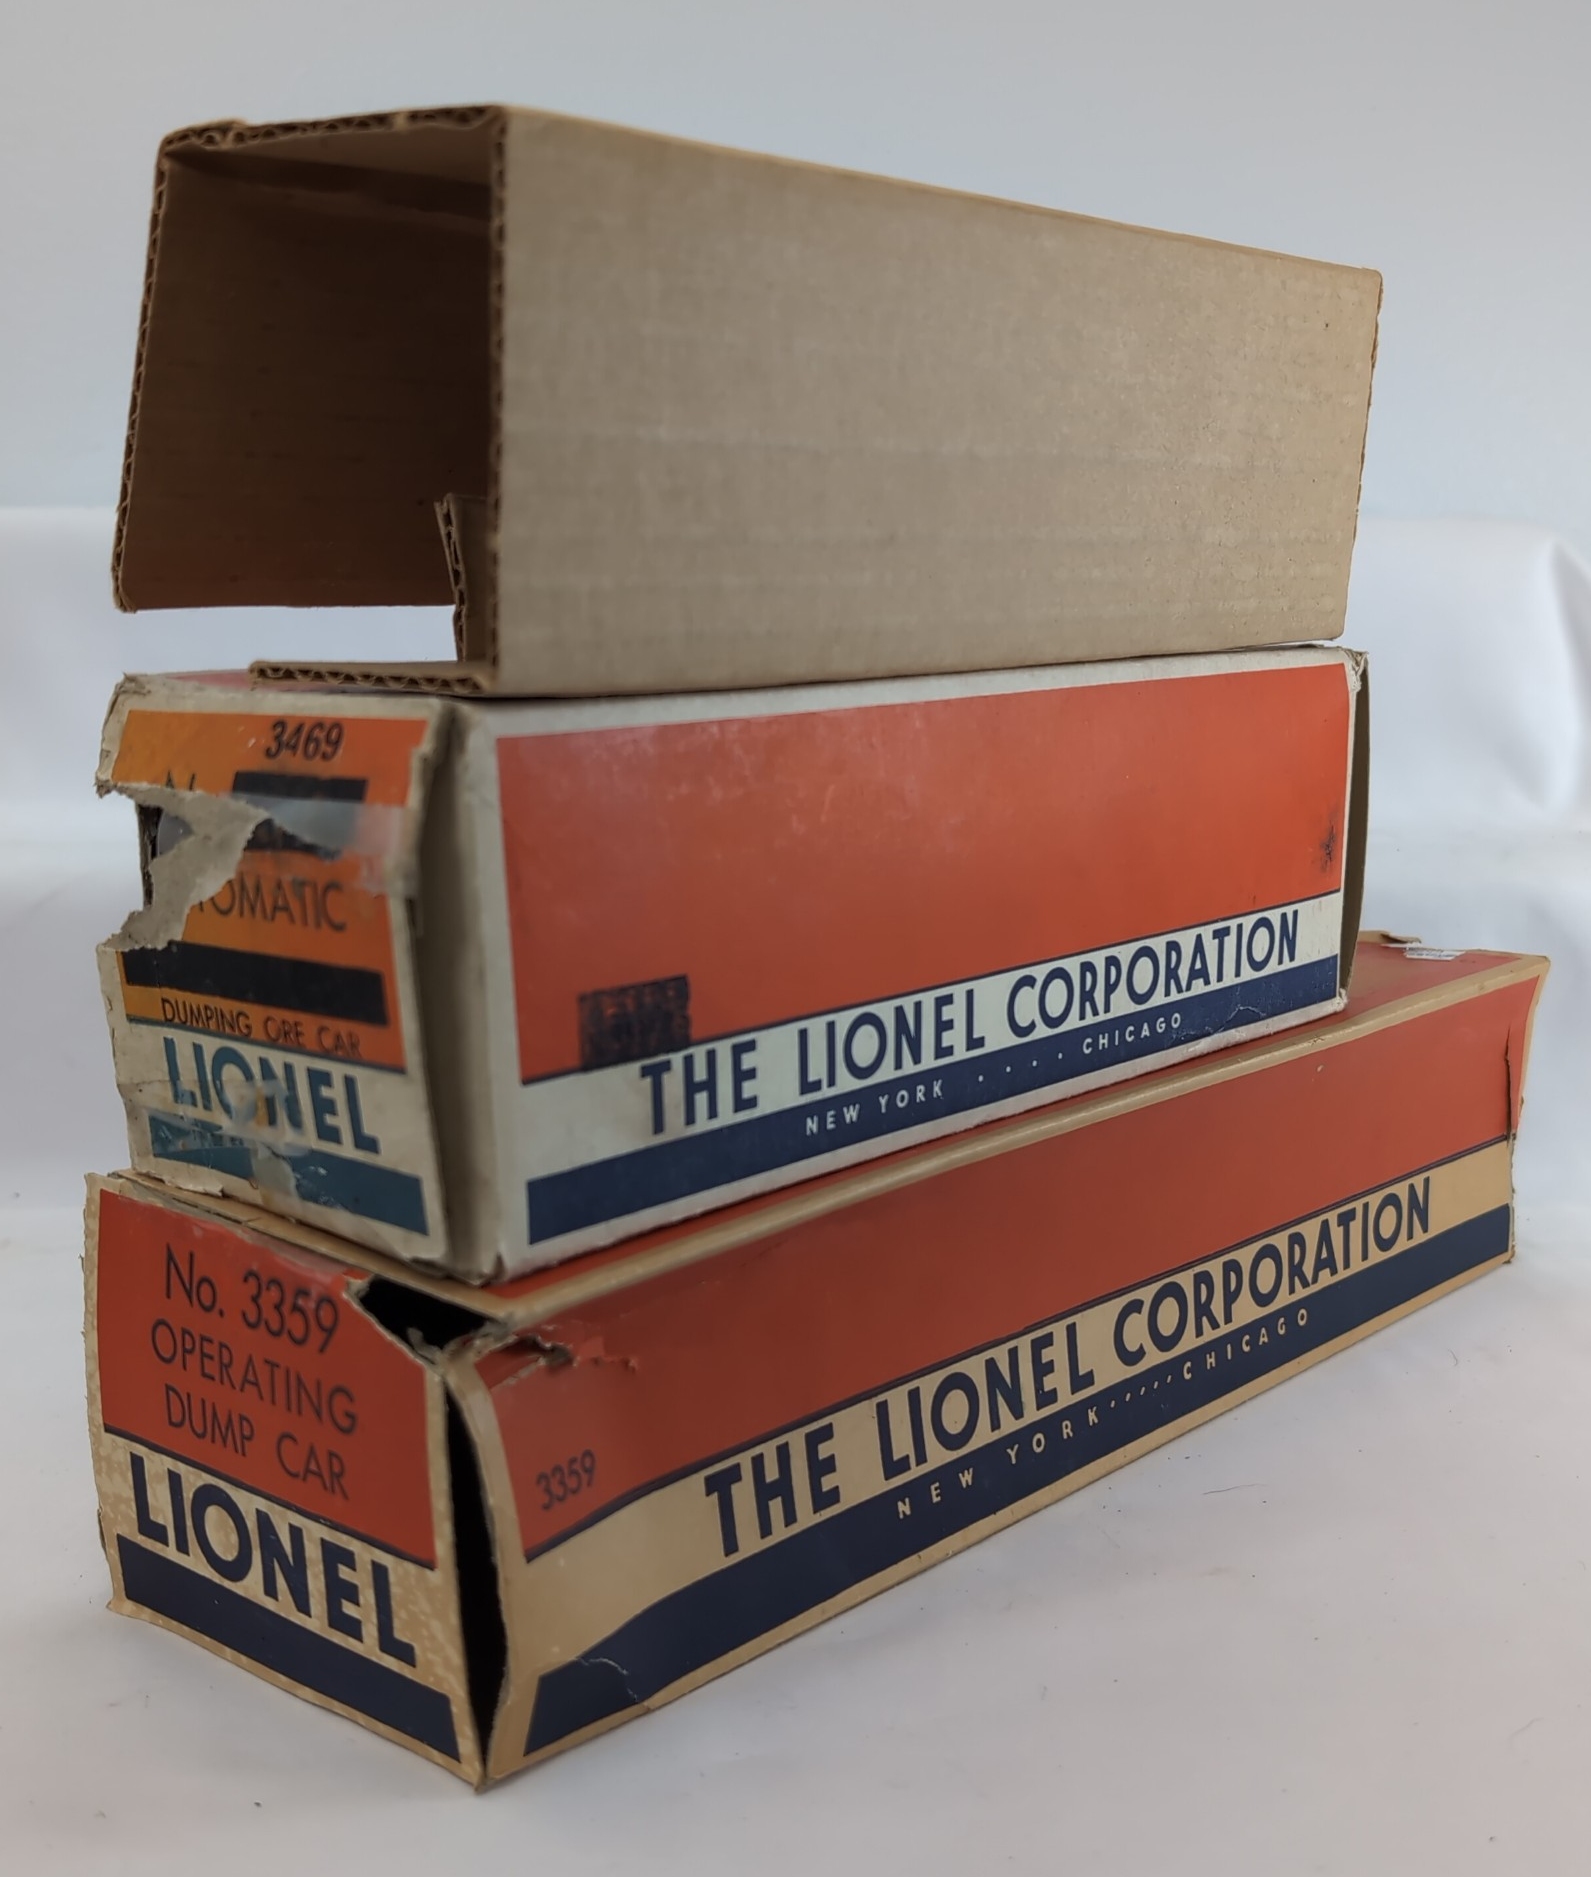 3469
OMATIC
DUMPING ORE CAR
LIONEL
THE LIONEL CORPORATION
NEW YORK . . . . CHICAGO
No. 3359
OPERATING
DUMP CAR
LIONEL
3359
THE LIONEL CORPORATION
NEW YORK.....CHICAGO